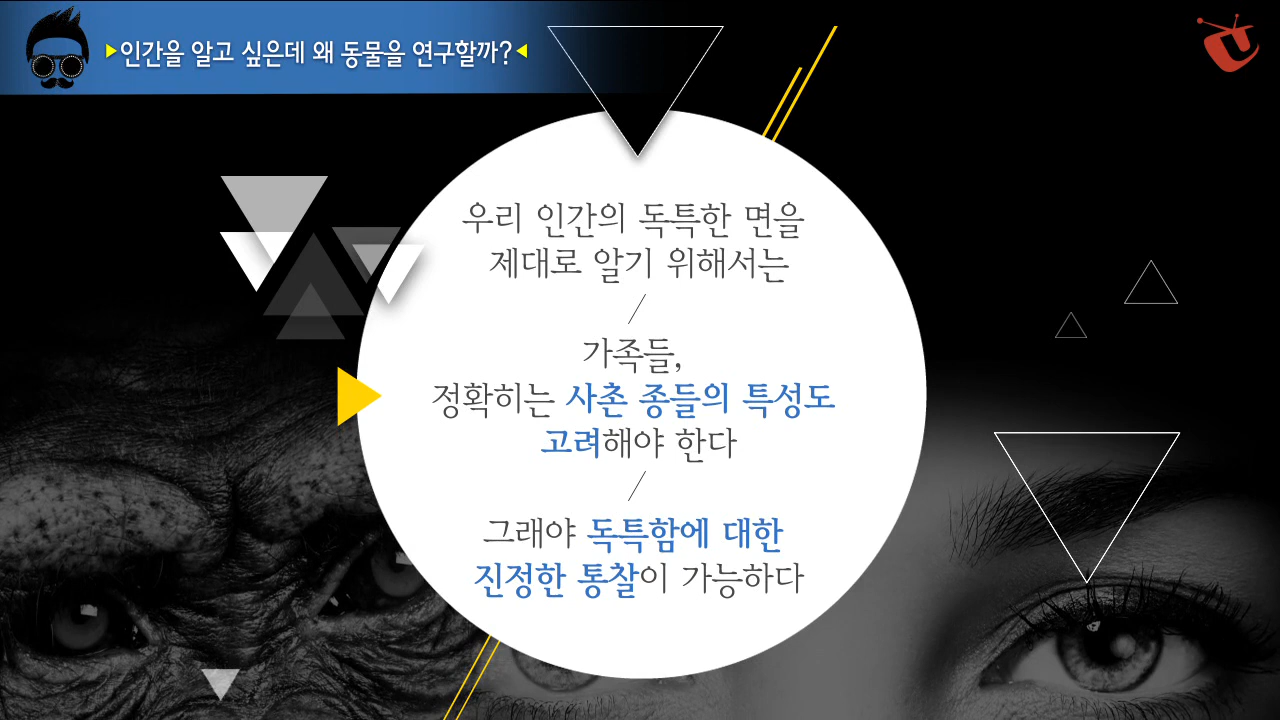 인간을 알고 싶은데 왜 동물을 연구할까?
우리 인간의 독특한 면을
제대로 알기 위해서는
가족들,
정확히는 사촌 종들의 특성도
고려해야 한다
그래야 독특함에 대한
진정한 통찰이 가능하다